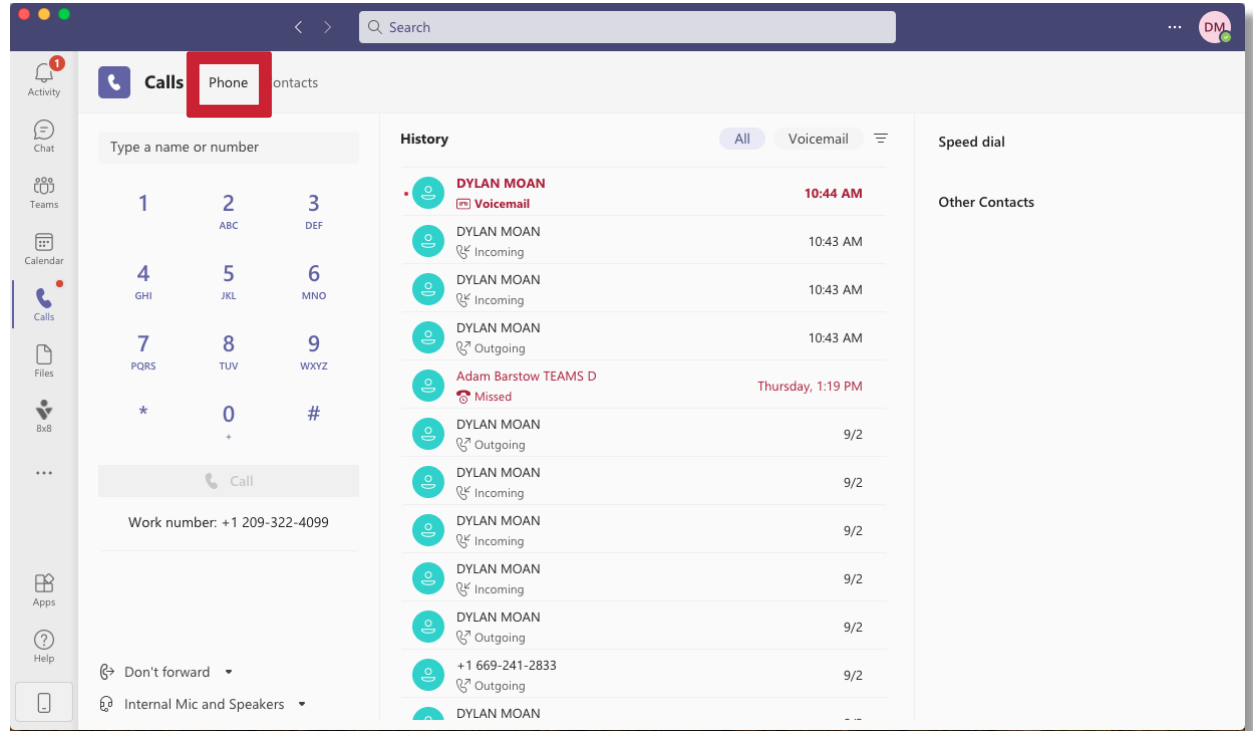 Search
DM
1
Activity
Chat
Teams
Calendar
Calls
Files
8x8
Apps
Help
Calls Phone ontacts
Type a name or number
1 2 3
ABC DEF
4 5 6
GHI JKL MNO
7 8 9
PQRS TUV WXYZ
* 0 #
+
Call
Work number: +1 209-322-4099
Don't forward
Internal Mic and Speakers
History All Voicemail
DYLAN MOAN
Voicemail
10:44 AM
DYLAN MOAN
Incoming
10:43 AM
DYLAN MOAN
Incoming
10:43 AM
DYLAN MOAN
Outgoing
10:43 AM
Adam Barstow TEAMS D
Missed
Thursday, 1:19 PM
DYLAN MOAN
Outgoing
9/2
DYLAN MOAN
Incoming
9/2
DYLAN MOAN
Incoming
9/2
DYLAN MOAN
Incoming
9/2
DYLAN MOAN
Outgoing
9/2
+1 669-241-2833
Outgoing
9/2
DYLAN MOAN
Speed dial
Other Contacts